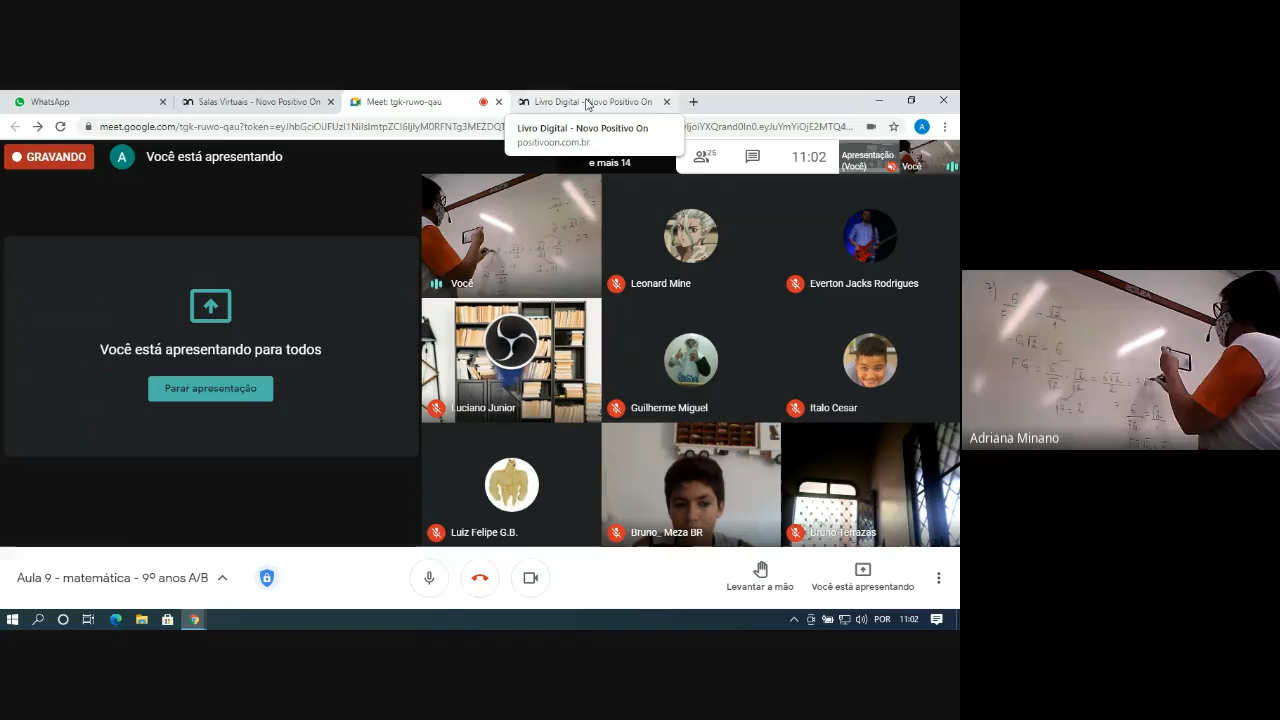 WhatsApp
Salas Virtuais - Novo Positivo On
Meet: tgk-ruwo-qau
Livro Digital - Novo Positivo On
Livro Digital - Novo Positivo On
positivoon.com.br
GRAVANDO
A
Você está apresentando
e mais 14
25
11:02
Apresentação
(Você)
Você
Você está apresentando para todos
Parar apresentação
Você
Leonard Mine
Everton Jacks Rodrigues
Luciano Junior
Guilherme Miguel
Italo Cesar
Luiz Felipe G.B.
Bruno_ Meza BR
Bruno Terrazas
Adriana Minano
Aula 9 - matemática - 9º anos A/B
Levantar a mão
Você está apresentando
POR
11:02